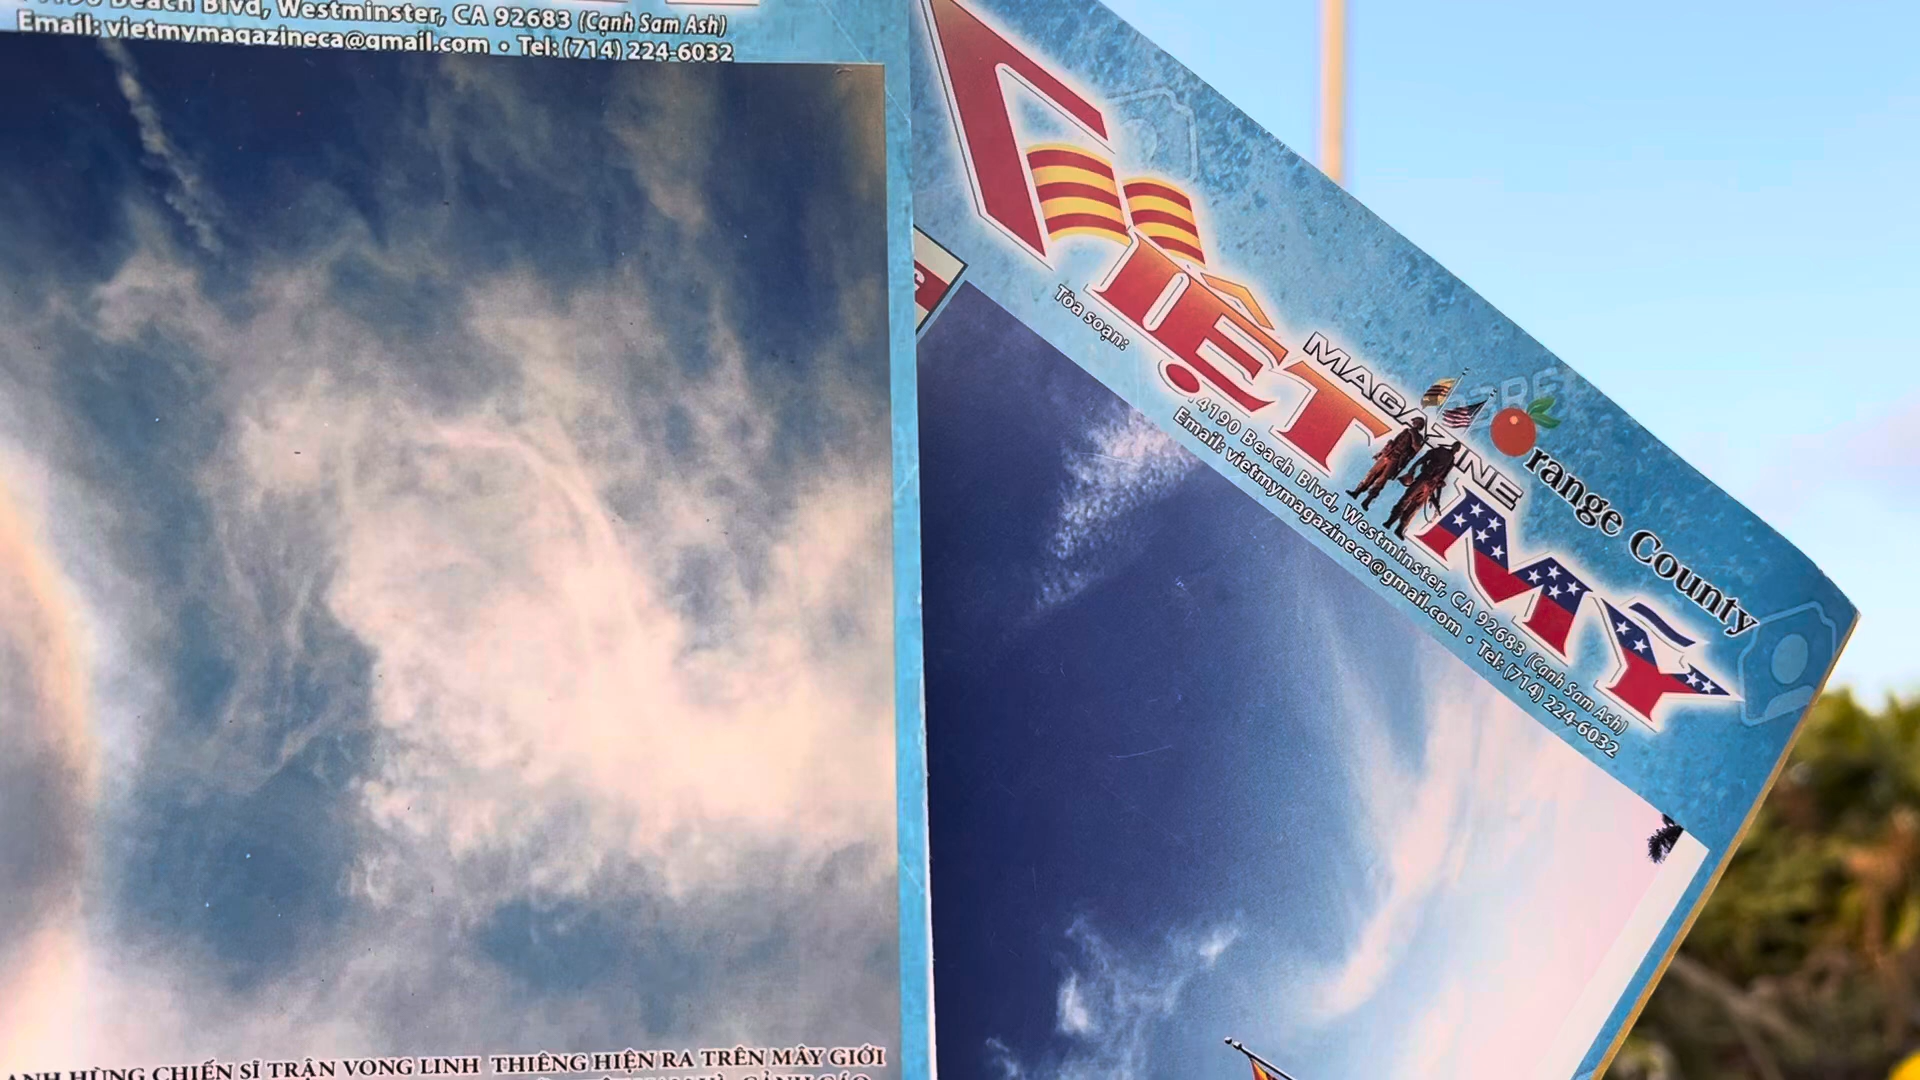 Beach Blvd, Westminster, CA 92683 (Cạnh Sam Ash)
Email: vietmymagazineca@gmail.com • Tel: (714) 224-6032
ANH HÙNG CHIẾN SĨ TRẬN VONG LINH THIÊNG HIỆN RA TRÊN MÂY GIỚI
VIỆT
MAGAZINE
MỸ
Orange County
Tòa soạn:
14190 Beach Blvd, Westminster, CA 92683 (Cạnh Sam Ash)
Email: vietmymagazineca@gmail.com • Tel: (714) 224-6032